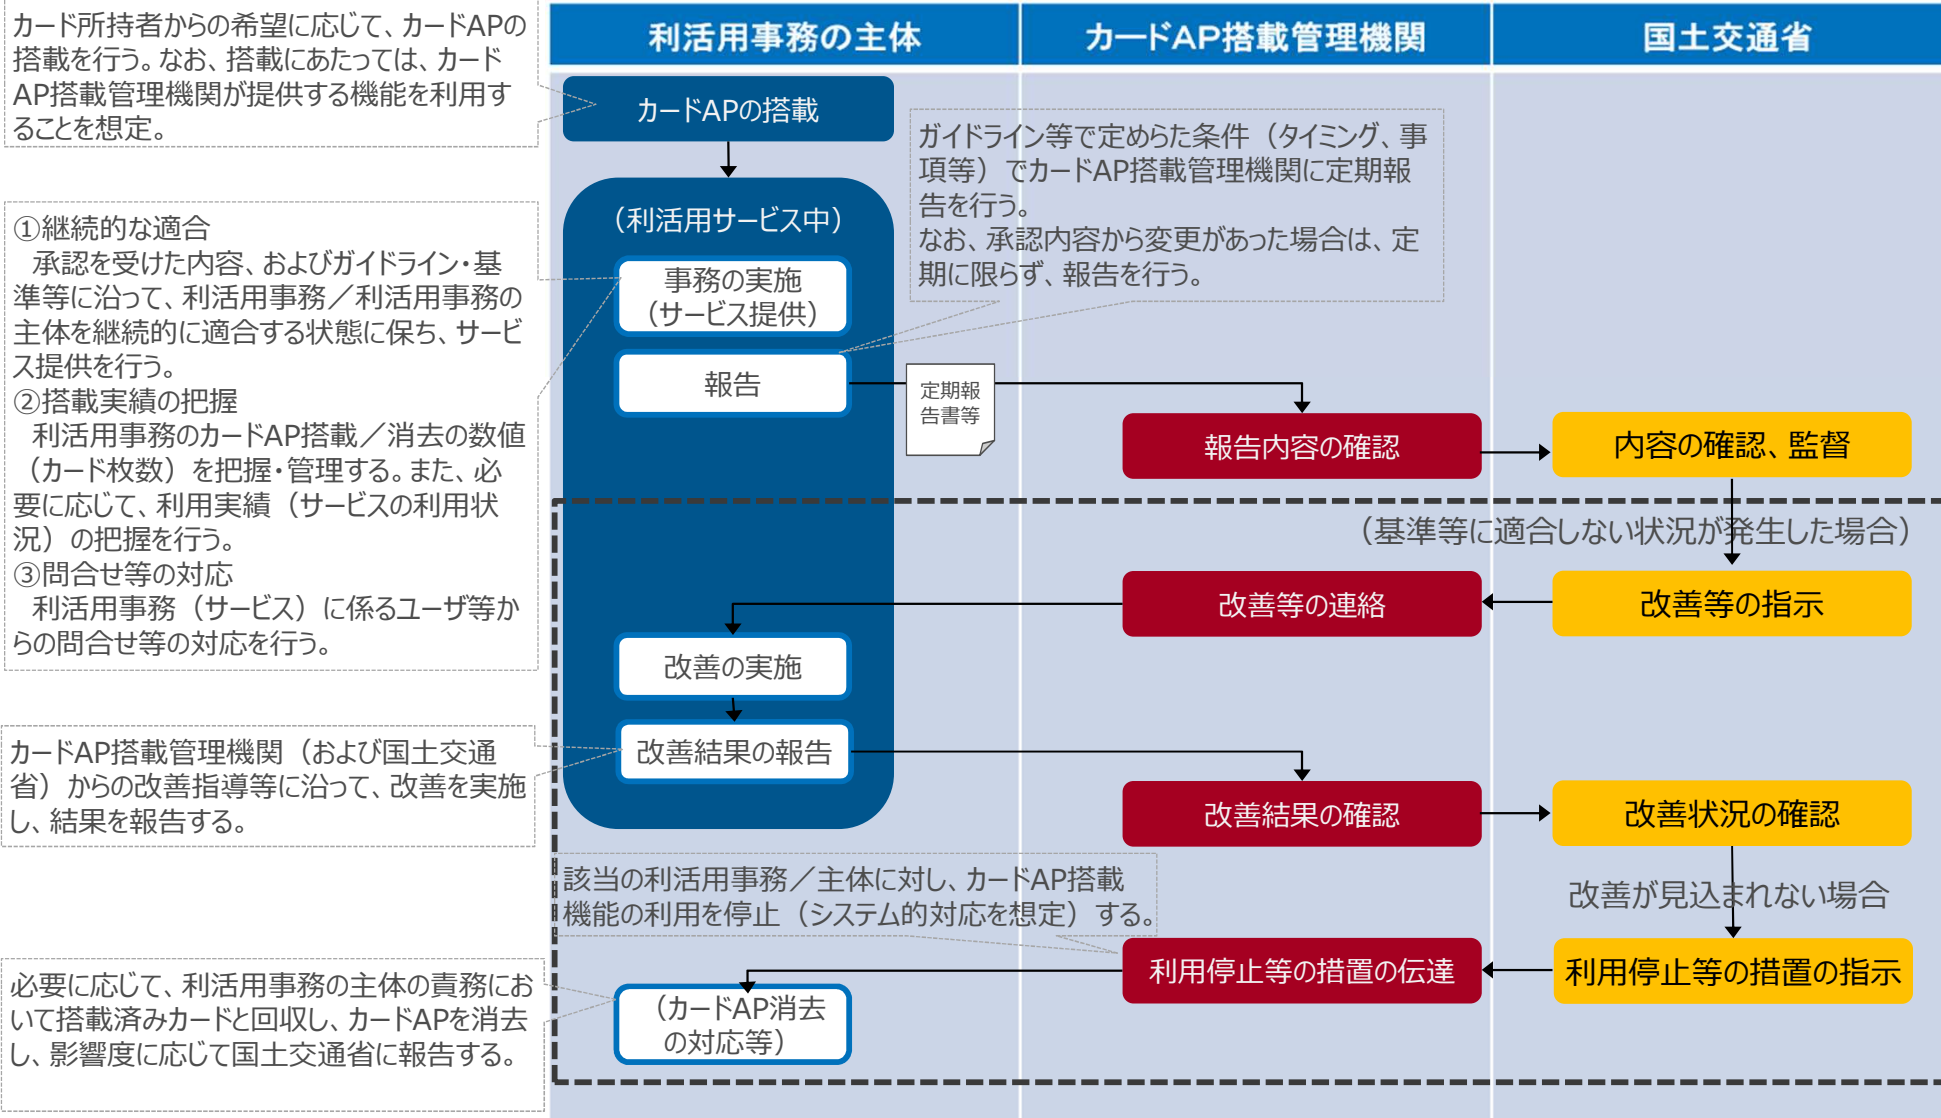 カード所持者からの希望に応じて、カードAPの
搭載を行う。なお、搭載にあたっては、カード
AP搭載管理機関が提供する機能を利用す
ることを想定。
利活用事務の主体
カードAP搭載管理機関
国土交通省
カードAPの搭載
ガイドライン等で定めらた条件（タイミング、事
項等）でカードAP搭載管理機関に定期報
告を行う。
なお、承認内容から変更があった場合は、定
期に限らず、報告を行う。
（利活用サービス中）
①継続的な適合
承認を受けた内容、およびガイドライン・基
準等に沿って、利活用事務／利活用事務の
主体を継続的に適合する状態に保ち、サービ
ス提供を行う。
②搭載実績の把握
利活用事務のカードAP搭載／消去の数値
（カード枚数）を把握・管理する。また、必
要に応じて、利用実績（サービスの利用状
況）の把握を行う。
③問合せ等の対応
利活用事務（サービス）に係るユーザ等か
らの問合せ等の対応を行う。
事務の実施
（サービス提供）
報告
定期報
告書等
報告内容の確認
内容の確認、監督
（基準等に適合しない状況が発生した場合）
改善等の指示
改善等の連絡
改善の実施
改善結果の報告
カードAP搭載管理機関（および国土交通
省）からの改善指導等に沿って、改善を実施
し、結果を報告する。
改善結果の確認
改善状況の確認
改善が見込まれない場合
該当の利活用事務／主体に対し、カードAP搭載
機能の利用を停止（システム的対応を想定）する。
利用停止等の措置の指示
利用停止等の措置の伝達
（カードAP消去
の対応等）
必要に応じて、利活用事務の主体の責務にお
いて搭載済みカードと回収し、カードAPを消去
し、影響度に応じて国土交通省に報告する。